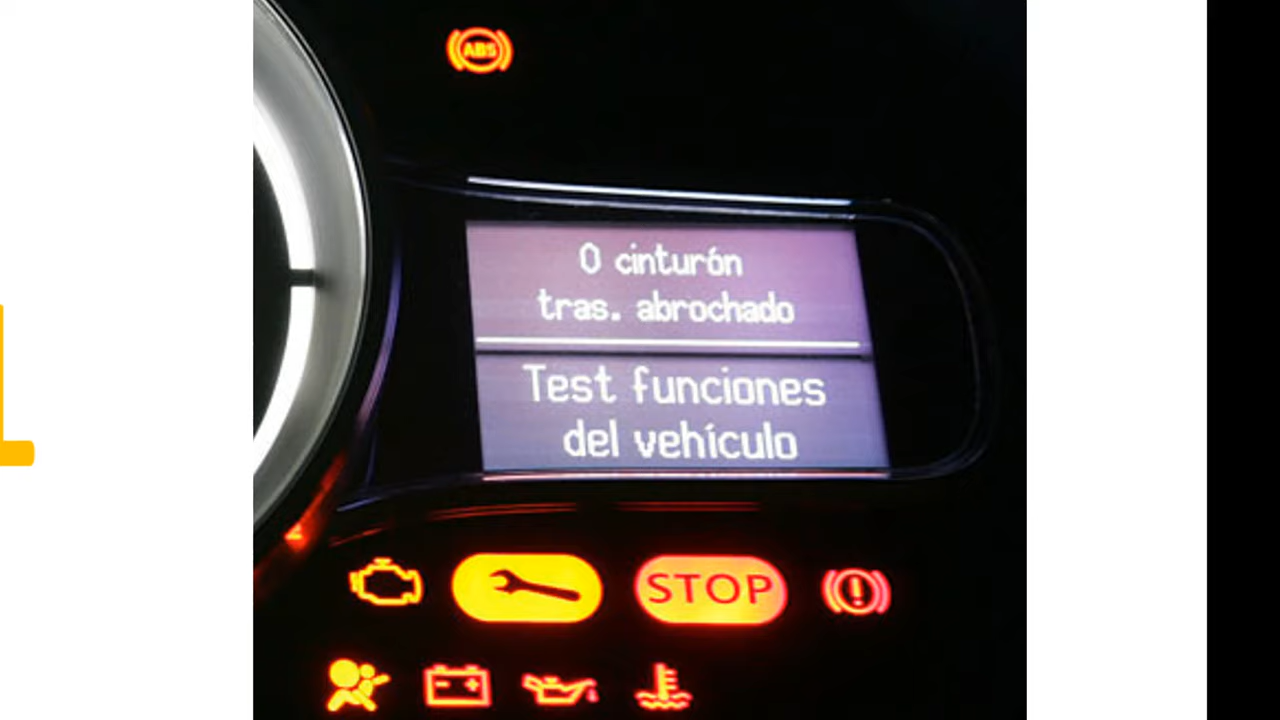 ABS
0 cinturón
tras. abrochado
Test funciones
del vehículo
STOP